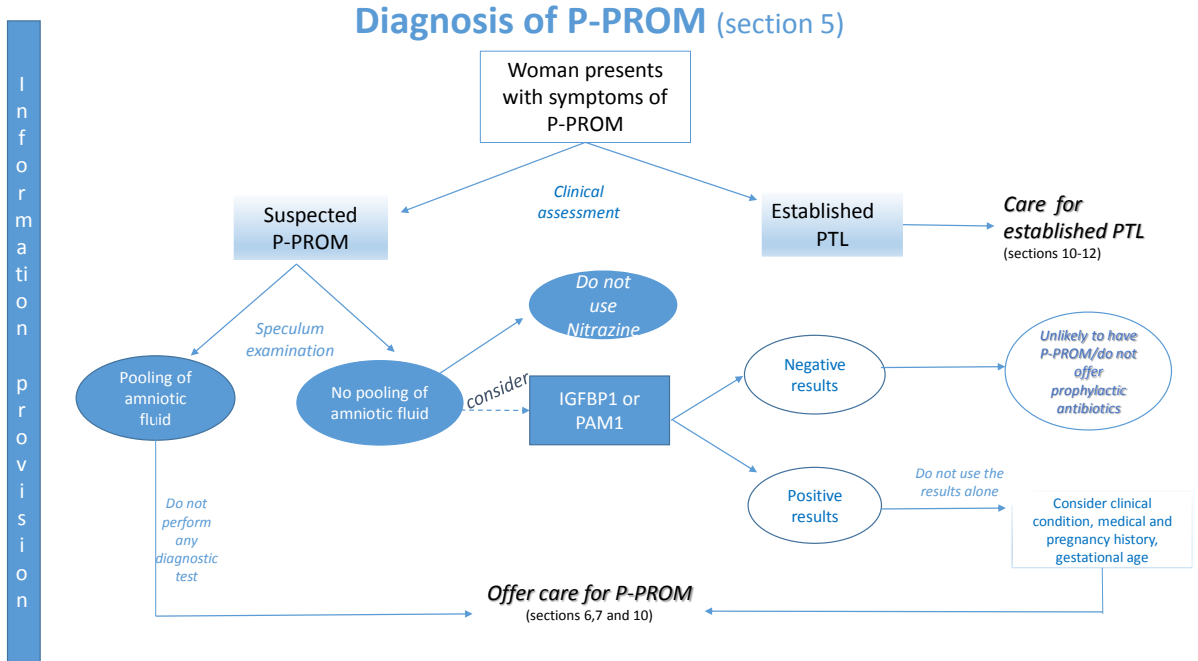 Diagnosis of P-PROM (section 5)
Information provision
Woman presents
with symptoms of
P-PROM
Clinical
assessment
Suspected
P-PROM
Established
PTL
Care for
established PTL
(sections 10-12)
Speculum
examination
Do not
use
Nitrazine
Pooling of
amniotic
fluid
No pooling of
amniotic fluid
consider
IGFBP1 or
PAM1
Negative
results
Unlikely to have
P-PROM/do not
offer
prophylactic
antibiotics
Positive
results
Do not use the
results alone
Consider clinical
condition, medical and
pregnancy history,
gestational age
Do not
perform
any
diagnostic
test
Offer care for P-PROM
(sections 6,7 and 10)